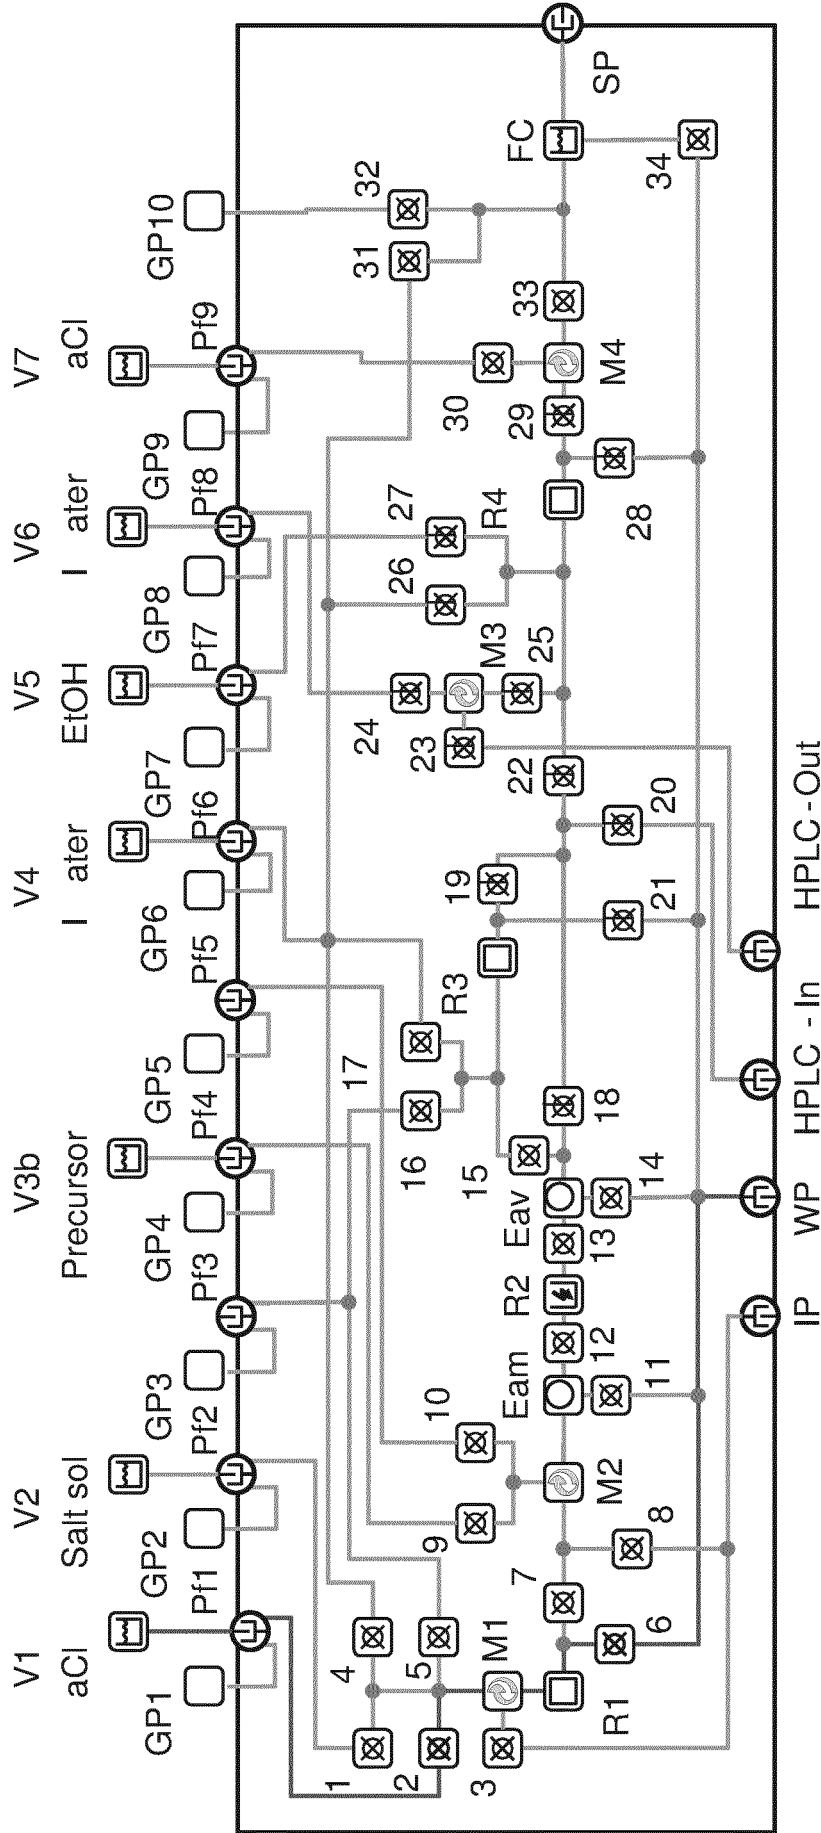 V1
aCl
V2
Salt sol
V3b
Precursor
V4
I ater
V5
EtOH
V6
I ater
V7
aCl
GP1
Pf1
GP2
Pf2
GP3
Pf3
GP4
Pf4
GP5
Pf5
GP6
Pf6
GP7
Pf7
GP8
Pf8
GP9
Pf9
GP10
17
31
32
4
16
24
26
27
1
5
10
R3
23
M3
R4
30
2
9
19
25
3
M1
7
15
22
29
33
FC
Eam
R2
Eav
R1
M2
12
13
18
M4
SP
6
8
11
14
21
20
28
34
IP
WP
HPLC - In
HPLC - Out